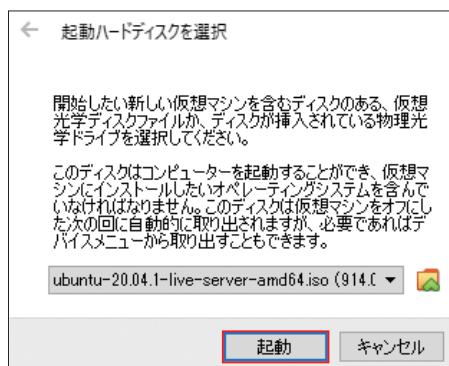 起動ハードディスクを選択
開始したい新しい仮想マシンを含むディスクのある、仮想
光学ディスクファイルか、ディスクが挿入されている物理光
学ドライブを選択してください。
このディスクはコンピューターを起動することができ、仮想マ
シンにインストールしたいオペレーティングシステムを含んで
いなければなりません。このディスクは仮想マシンをオフにし
た次の回に自動的に取り出されますが、必要であればデ
バイスメニューから取り出すこともできます。
ubuntu-20.04.1-live-server-amd64.iso (914.0
起動
キャンセル